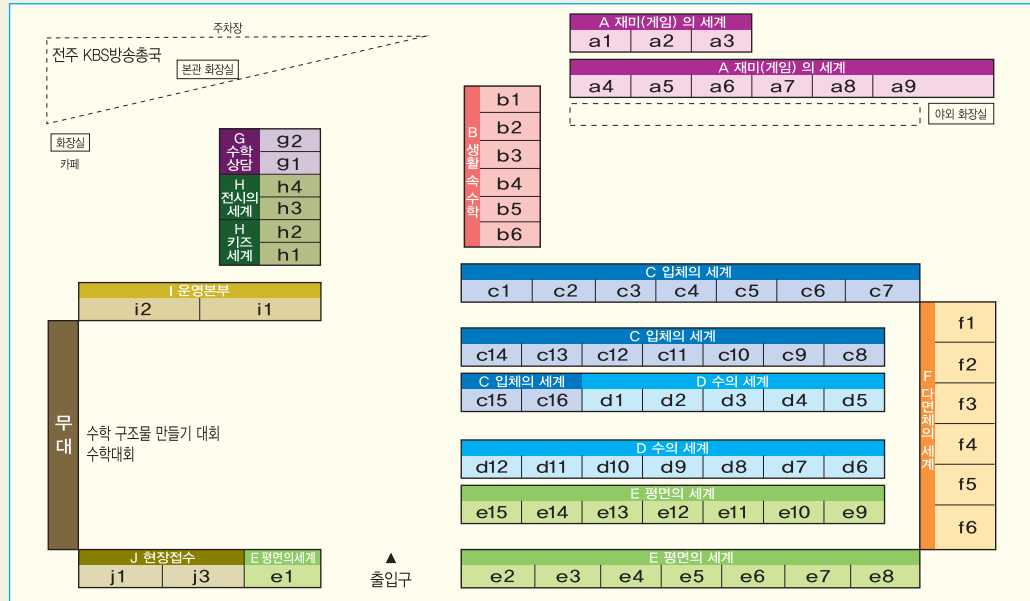 주차장
전주 KBS방송총국
본관 화장실
화장실
카페
A 재미(게임) 의 세계
a1 a2 a3
A 재미(게임) 의 세계
a4 a5 a6 a7 a8 a9
야외 화장실
B 생활 속 수학
b1
b2
b3
b4
b5
b6
G
수학
상담
g2
g1
H
전시의
세계
h4
h3
H
키즈
세계
h2
h1
I 운영본부
i2 i1
C 입체의 세계
c1 c2 c3 c4 c5 c6 c7
C 입체의 세계
c14 c13 c12 c11 c10 c9 c8
C 입체의 세계
c15 c16
D 수의 세계
d1 d2 d3 d4 d5
F 다면체의 세계
f1
f2
f3
f4
f5
f6
무대
수학 구조물 만들기 대회
수학대회
D 수의 세계
d12 d11 d10 d9 d8 d7 d6
E 평면의 세계
e15 e14 e13 e12 e11 e10 e9
J 현장접수
j1 j3
E 평면의세계
e1
▲
출입구
E 평면의 세계
e2 e3 e4 e5 e6 e7 e8